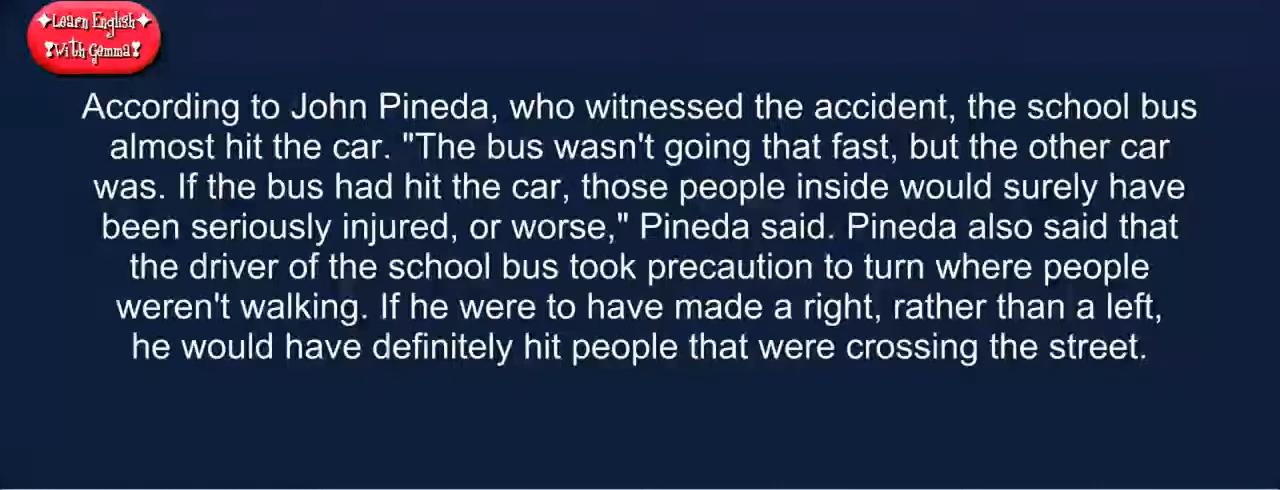 Learn English
With Gemma
According to John Pineda, who witnessed the accident, the school bus
almost hit the car. "The bus wasn't going that fast, but the other car
was. If the bus had hit the car, those people inside would surely have
been seriously injured, or worse," Pineda said. Pineda also said that
the driver of the school bus took precaution to turn where people
weren't walking. If he were to have made a right, rather than a left,
he would have definitely hit people that were crossing the street.